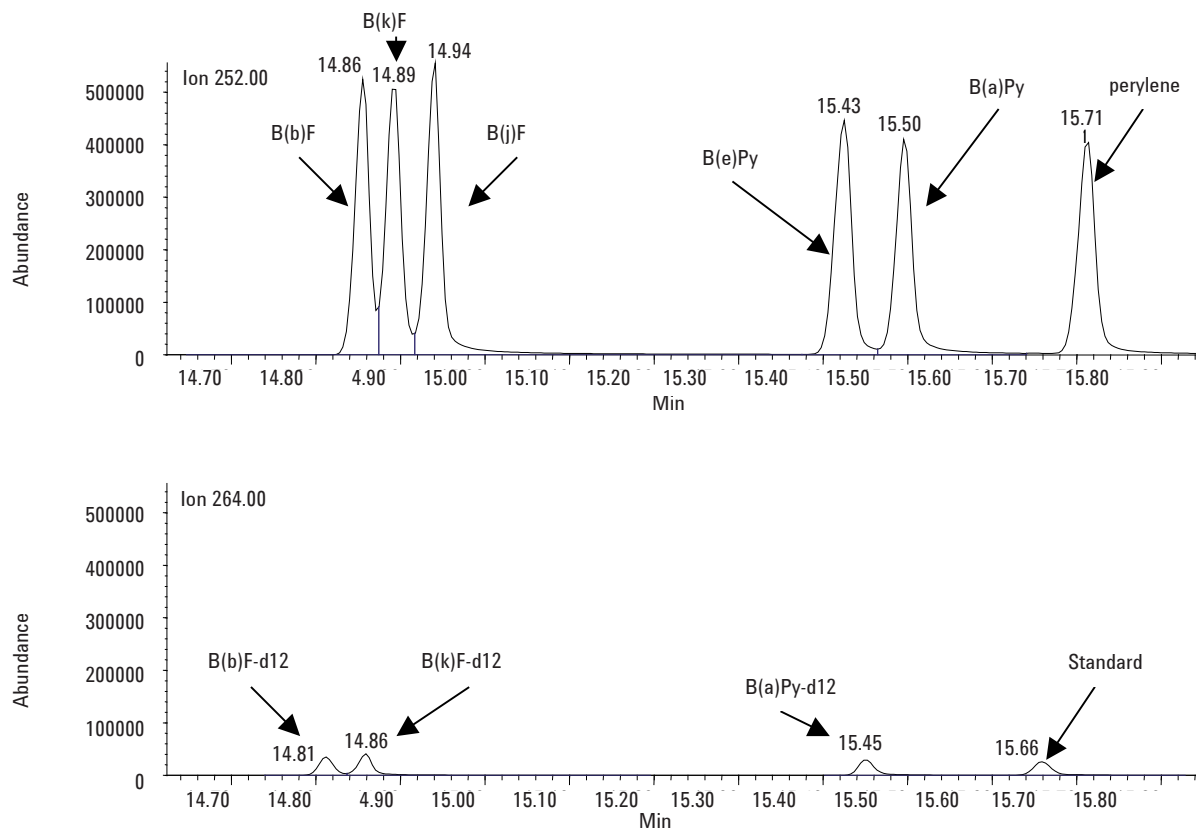 B(k)F
14.86
14.89
14.94
Ion 252.00
B(b)F
B(j)F
15.43
15.50
15.71
B(e)Py
B(a)Py
perylene
Abundance
500000
400000
300000
200000
100000
0
14.70 14.80 14.90 15.00 15.10 15.20 15.30 15.40 15.50 15.60 15.70 15.80
Min
Ion 264.00
Abundance
500000
400000
300000
200000
100000
0
B(b)F-d12
B(k)F-d12
B(a)Py-d12
Standard
14.81
14.86
15.45
15.66
14.70 14.80 14.90 15.00 15.10 15.20 15.30 15.40 15.50 15.60 15.70 15.80
Min